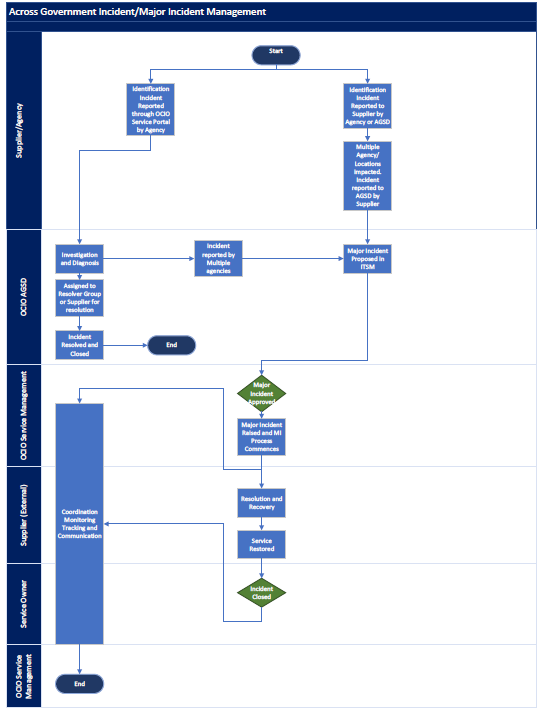 Across Government Incident/Major Incident Management
Supplier/Agency
Start
Identification
Incident
Reported
through OCIO
Service Portal
by Agency
Identification
Incident
Reported to
Supplier by
Agency or AGSD
Multiple
Agency/
Locations
Impacted.
Incident
reported to
AGSD by
Supplier
OCIO AGSD
Investigation
and Diagnosis
Incident
reported by
Multiple
agencies
Major Incident
Proposed in
ITSM
Assigned to
Resolver Group
or Supplier for
resolution
Incident
Resolved and
Closed
End
OCIO Service Management
Major
Incident
Approved
Major Incident
Raised and MI
Process
Commences
Supplier (External)
Resolution and
Recovery
Coordination
Monitoring
Tracking and
Communication
Service
Restored
Service Owner
Incident
Closed
OCIO Service
Management
End